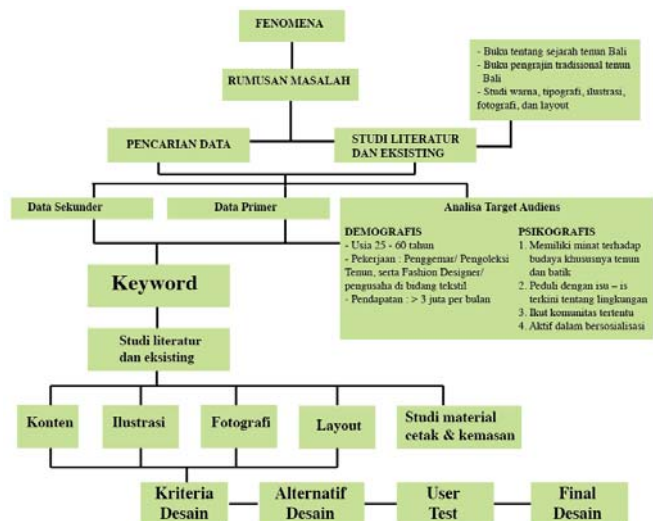 FENOMENA
RUMUSAN MASALAH
- Buku tentang sejarah tenun Bali
- Buku pengrajin tradisional tenun
Bali
- Studi warna, tipografi, ilustrasi,
fotografi, dan layout
PENCARIAN DATA
STUDI LITERATUR
DAN EKSISTING
Data Sekunder
Data Primer
Analisa Target Audiens
DEMOGRAFIS
- Usia 25 - 60 tahun
- Pekerjaan : Penggemar/ Pengoleksi
Tenun, serta Fashion Designer/
pengusaha di bidang tekstil
- Pendapatan : > 3 juta per bulan
PSIKOGRAFIS
1. Memiliki minat terhadap
budaya khususnya tenun
dan batik
2. Peduli dengan isu – is
terkini tentang lingkungan
3. Ikut komunitas tertentu
4. Aktif dalam bersosialisasi
Keyword
Studi literatur
dan eksisting
Konten
Ilustrasi
Fotografi
Layout
Studi material
cetak & kemasan
Kriteria
Desain
Alternatif
Desain
User
Test
Final
Desain